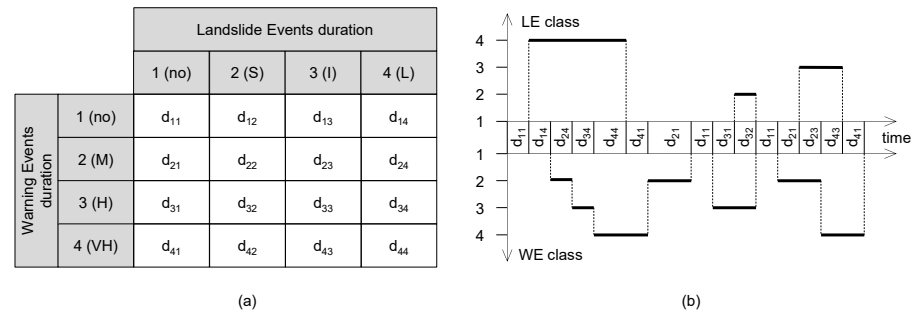 Landslide Events duration
1 (no) 2 (S) 3 (I) 4 (L)
Warning Events
duration
1 (no) d11 d12 d13 d14
2 (M) d21 d22 d23 d24
3 (H) d31 d32 d33 d34
4 (VH) d41 d42 d43 d44
(a)
LE class
4
3
2
1
d11 d14 d24 d34 d44 d41 d21 d11 d31 d32 d11 d21 d23 d43 d41
time
1
2
3
4
WE class
(b)